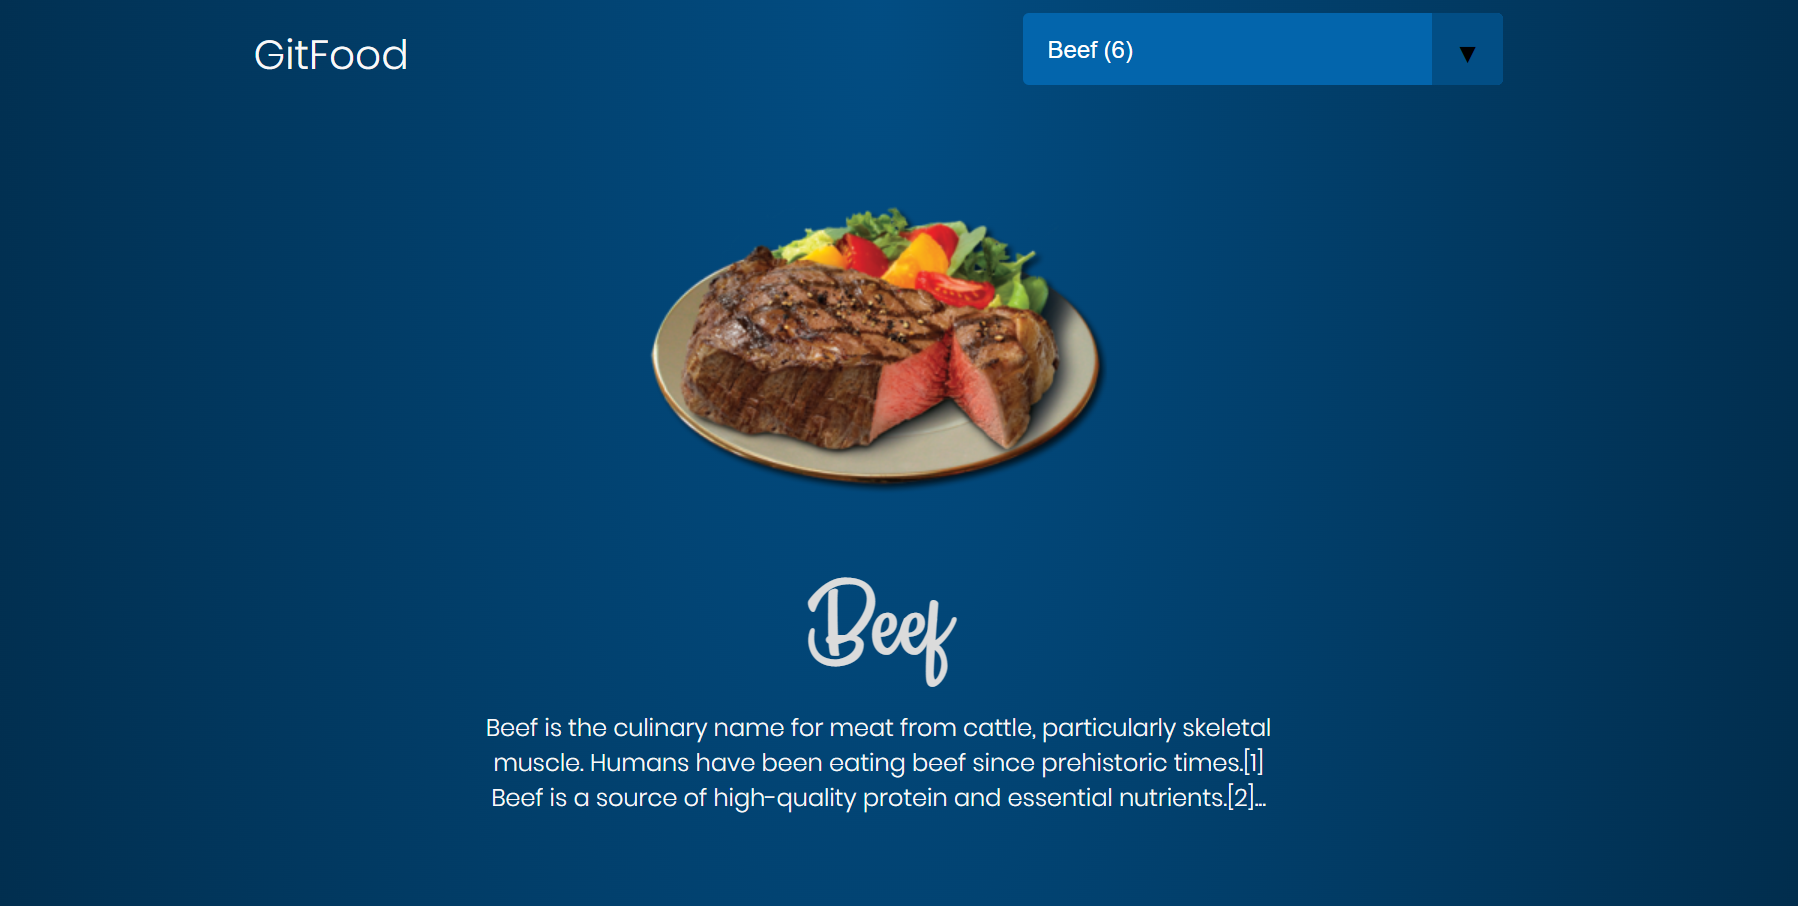 GitFood
Beef (6)
Beef
Beef is the culinary name for meat from cattle, particularly skeletal
muscle. Humans have been eating beef since prehistoric times.[1]
Beef is a source of high-quality protein and essential nutrients.[2]...